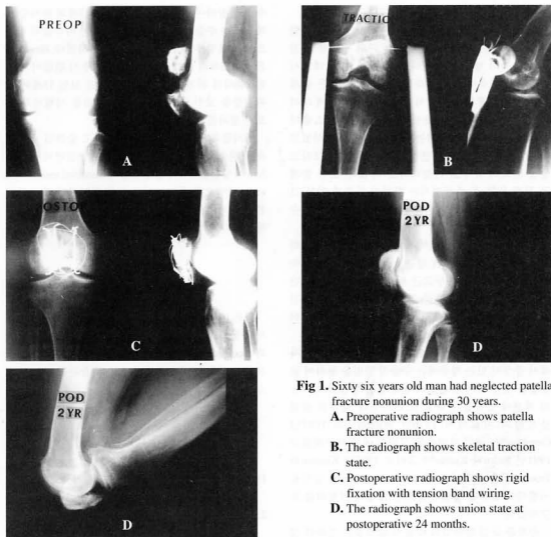 PREOP
A
TRACTIO
B
OSTOP
C
POD
2 YR
D
POD
2 YR
D
Fig 1. Sixty six years old man had neglected patella
fracture nonunion during 30 years.
A. Preoperative radiograph shows patella
fracture nonunion.
B. The radiograph shows skeletal traction
state.
C. Postoperative radiograph shows rigid
fixation with tension band wiring.
D. The radiograph shows union state at
postoperative 24 months.